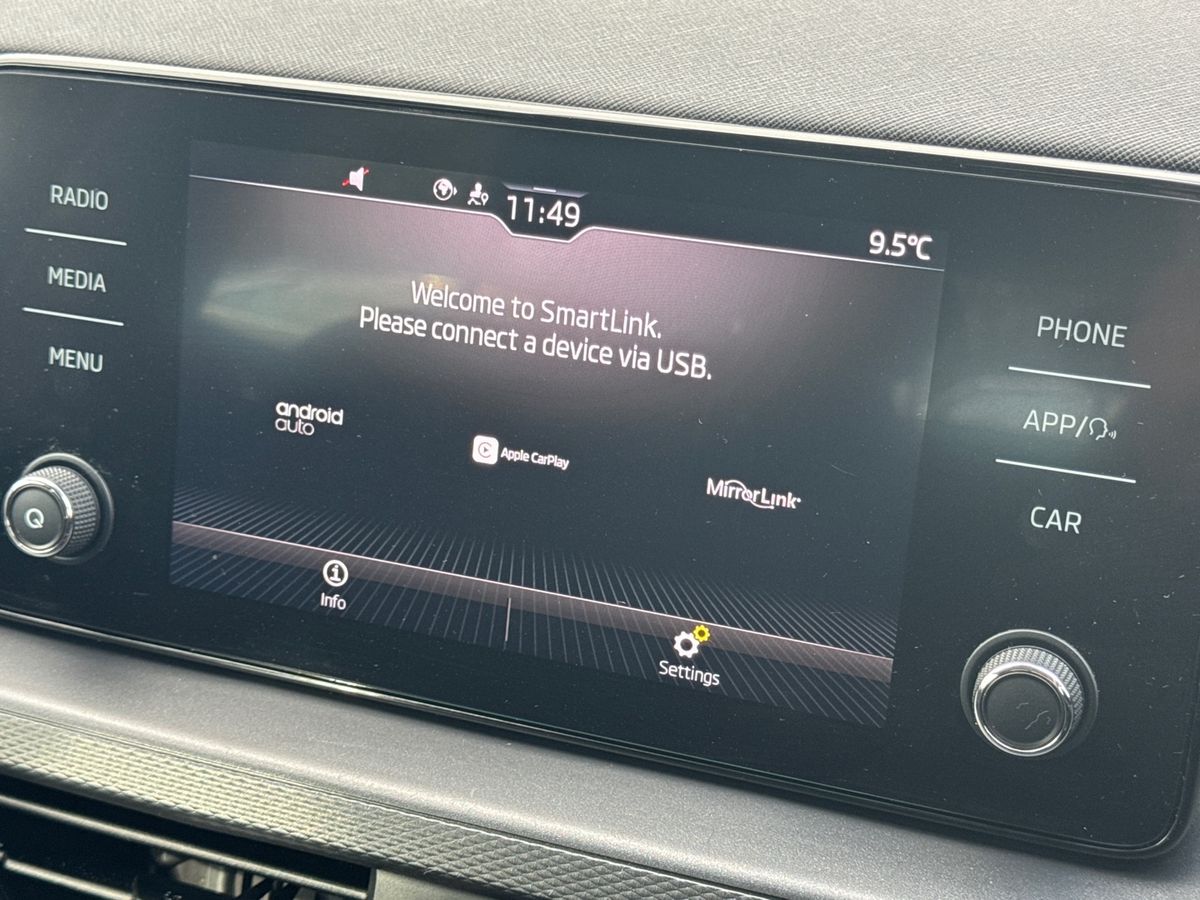 RADIO
MEDIA
MENU
11:49
9.5°C
Welcome to SmartLink.
Please connect a device via USB.
android
auto
Apple CarPlay
MirrorLink
Info
Settings
PHONE
APP/
CAR